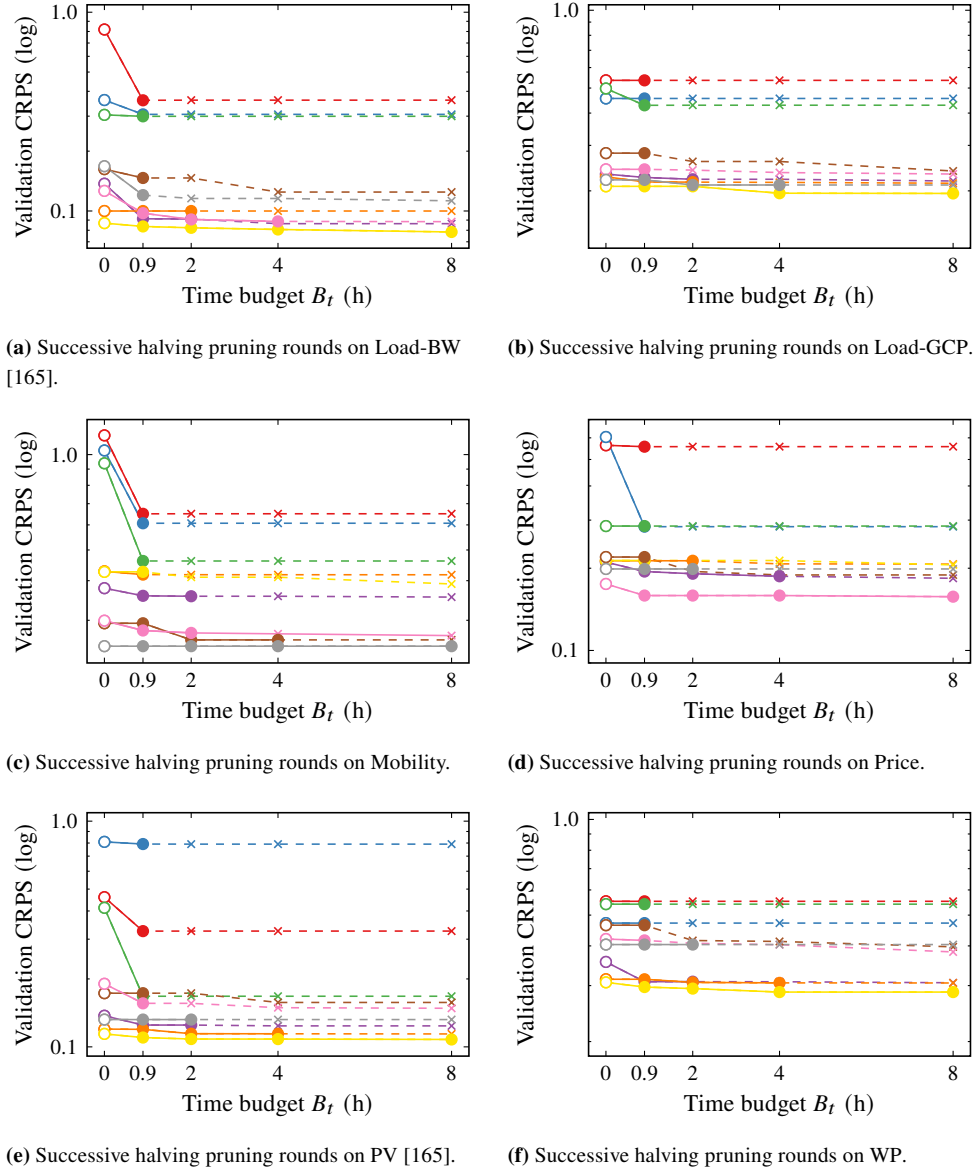 1.0
0.1
Validation CRPS (log)
0 0.9 2 4 8
Time budget B_t (h)
(a) Successive halving pruning rounds on Load-BW
[165].
1.0
Validation CRPS (log)
0 0.9 2 4 8
Time budget B_t (h)
(b) Successive halving pruning rounds on Load-GCP.
1.0
Validation CRPS (log)
0 0.9 2 4 8
Time budget B_t (h)
(c) Successive halving pruning rounds on Mobility.
0.1
Validation CRPS (log)
0 0.9 2 4 8
Time budget B_t (h)
(d) Successive halving pruning rounds on Price.
1.0
0.1
Validation CRPS (log)
0 0.9 2 4 8
Time budget B_t (h)
(e) Successive halving pruning rounds on PV [165].
1.0
Validation CRPS (log)
0 0.9 2 4 8
Time budget B_t (h)
(f) Successive halving pruning rounds on WP.